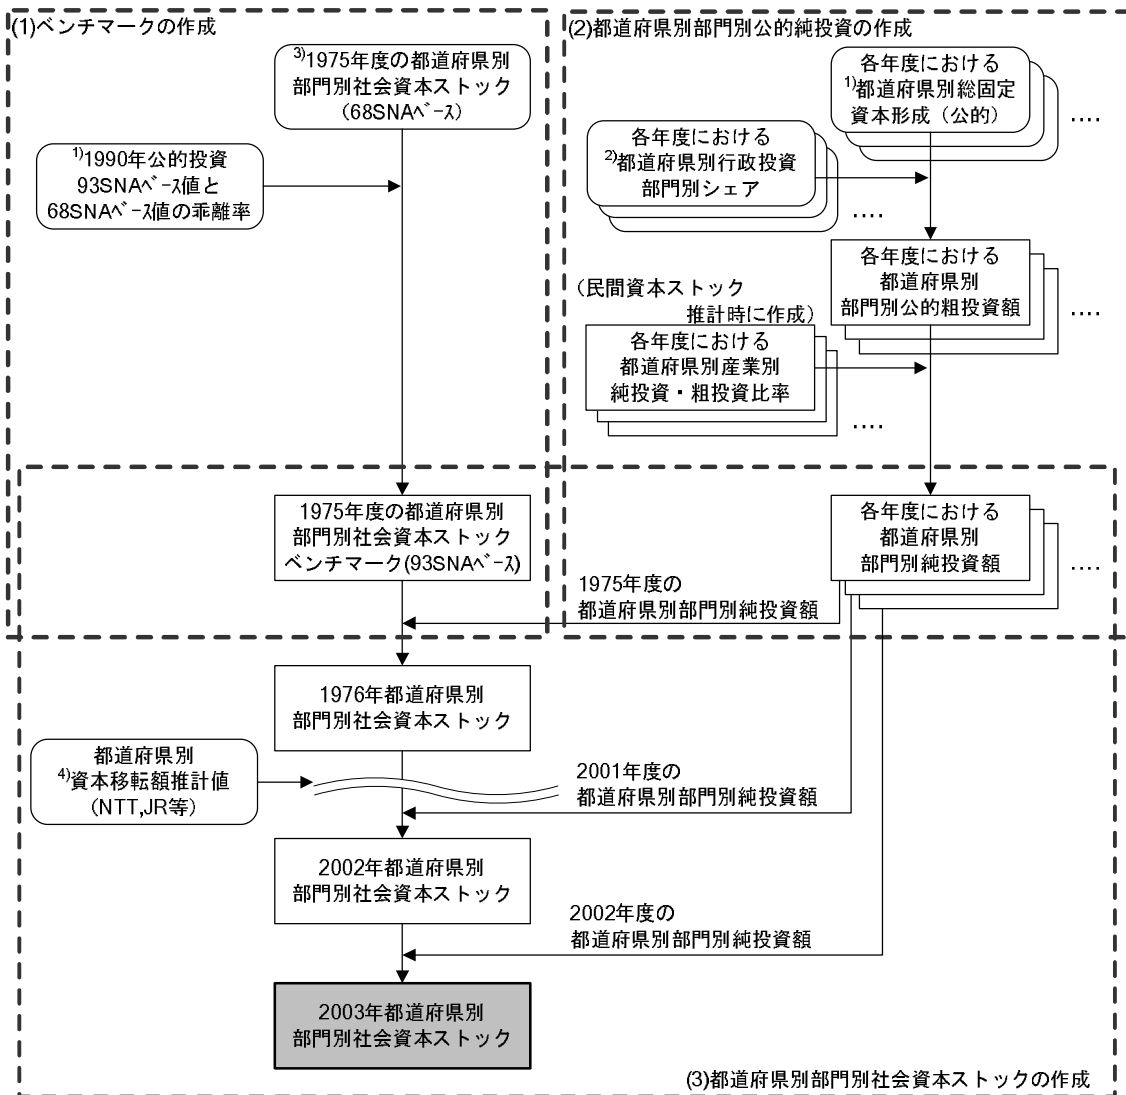 (1)ベンチマークの作成
3)1975年度の都道府県別
部門別社会資本ストック
(68SNAベース)
1)1990年公的投資
93SNAベース値と
68SNAベース値の乖離率
1975年度の都道府県別
部門別社会資本ストック
ベンチマーク(93SNAベース)
(2)都道府県別部門別公的純投資の作成
各年度における
1)都道府県別総固定
資本形成（公的）
‥‥
各年度における
2)都道府県別行政投資
部門別シェア
‥‥
各年度における
都道府県別
部門別公的粗投資額
‥‥
（民間資本ストック
推計時に作成）
各年度における
都道府県別産業別
純投資・粗投資比率
‥‥
各年度における
都道府県別
部門別純投資額
‥‥
1975年度の
都道府県別部門別純投資額
1976年都道府県別
部門別社会資本ストック
都道府県別
4)資本移転額推計値
(NTT,JR等)
2001年度の
都道府県別部門別純投資額
2002年都道府県別
部門別社会資本ストック
2002年度の
都道府県別部門別純投資額
2003年都道府県別
部門別社会資本ストック
(3)都道府県別部門別社会資本ストックの作成